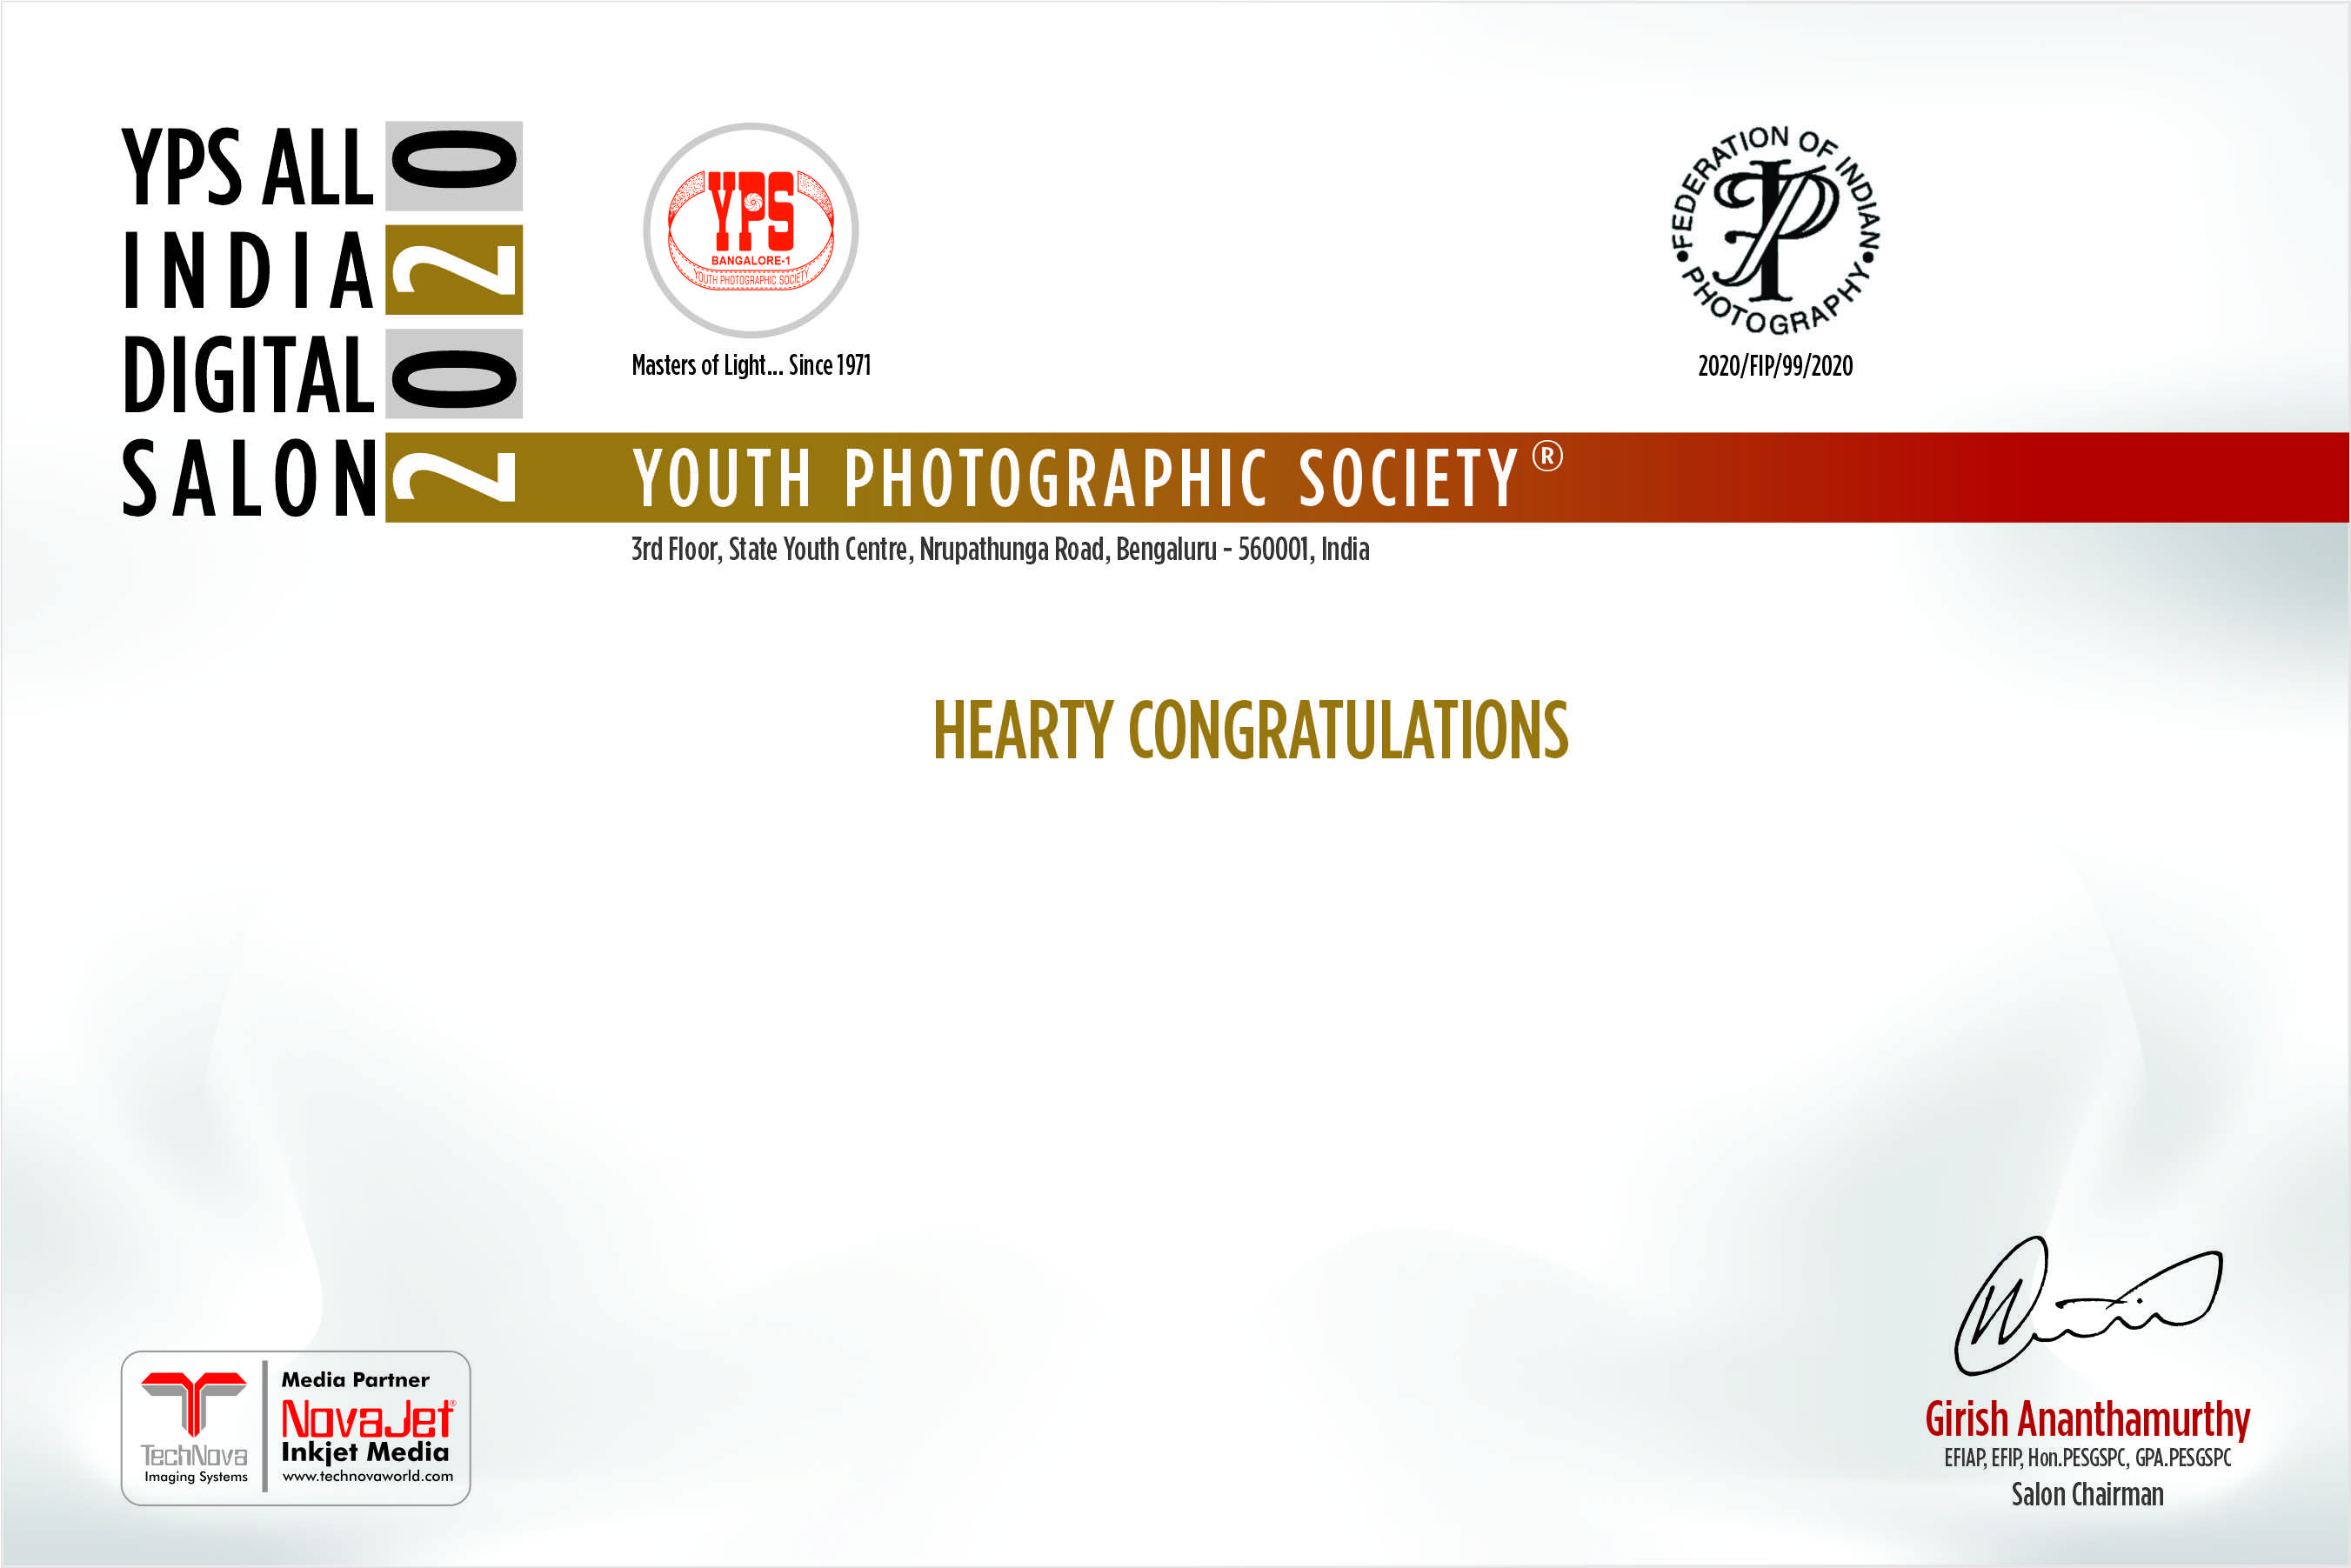 YPS ALL
INDIA
DIGITAL
SALON
2020
YPS
BANGALORE-1
YOUTH PHOTOGRAPHIC SOCIETY
Masters of Light... Since 1971
FEDERATION OF INDIAN
PHOTOGRAPHY
2020/FIP/99/2020
YOUTH PHOTOGRAPHIC SOCIETY ®
3rd Floor, State Youth Centre, Nrupathunga Road, Bengaluru - 560001, India
HEARTY CONGRATULATIONS
TechNova
Imaging Systems
Media Partner
NovaJet®
Inkjet Media
www.technovaworld.com
Girish Ananthamurthy
EFIAP, EFIP, Hon.PESGSPC, GPA.PESGSPC
Salon Chairman